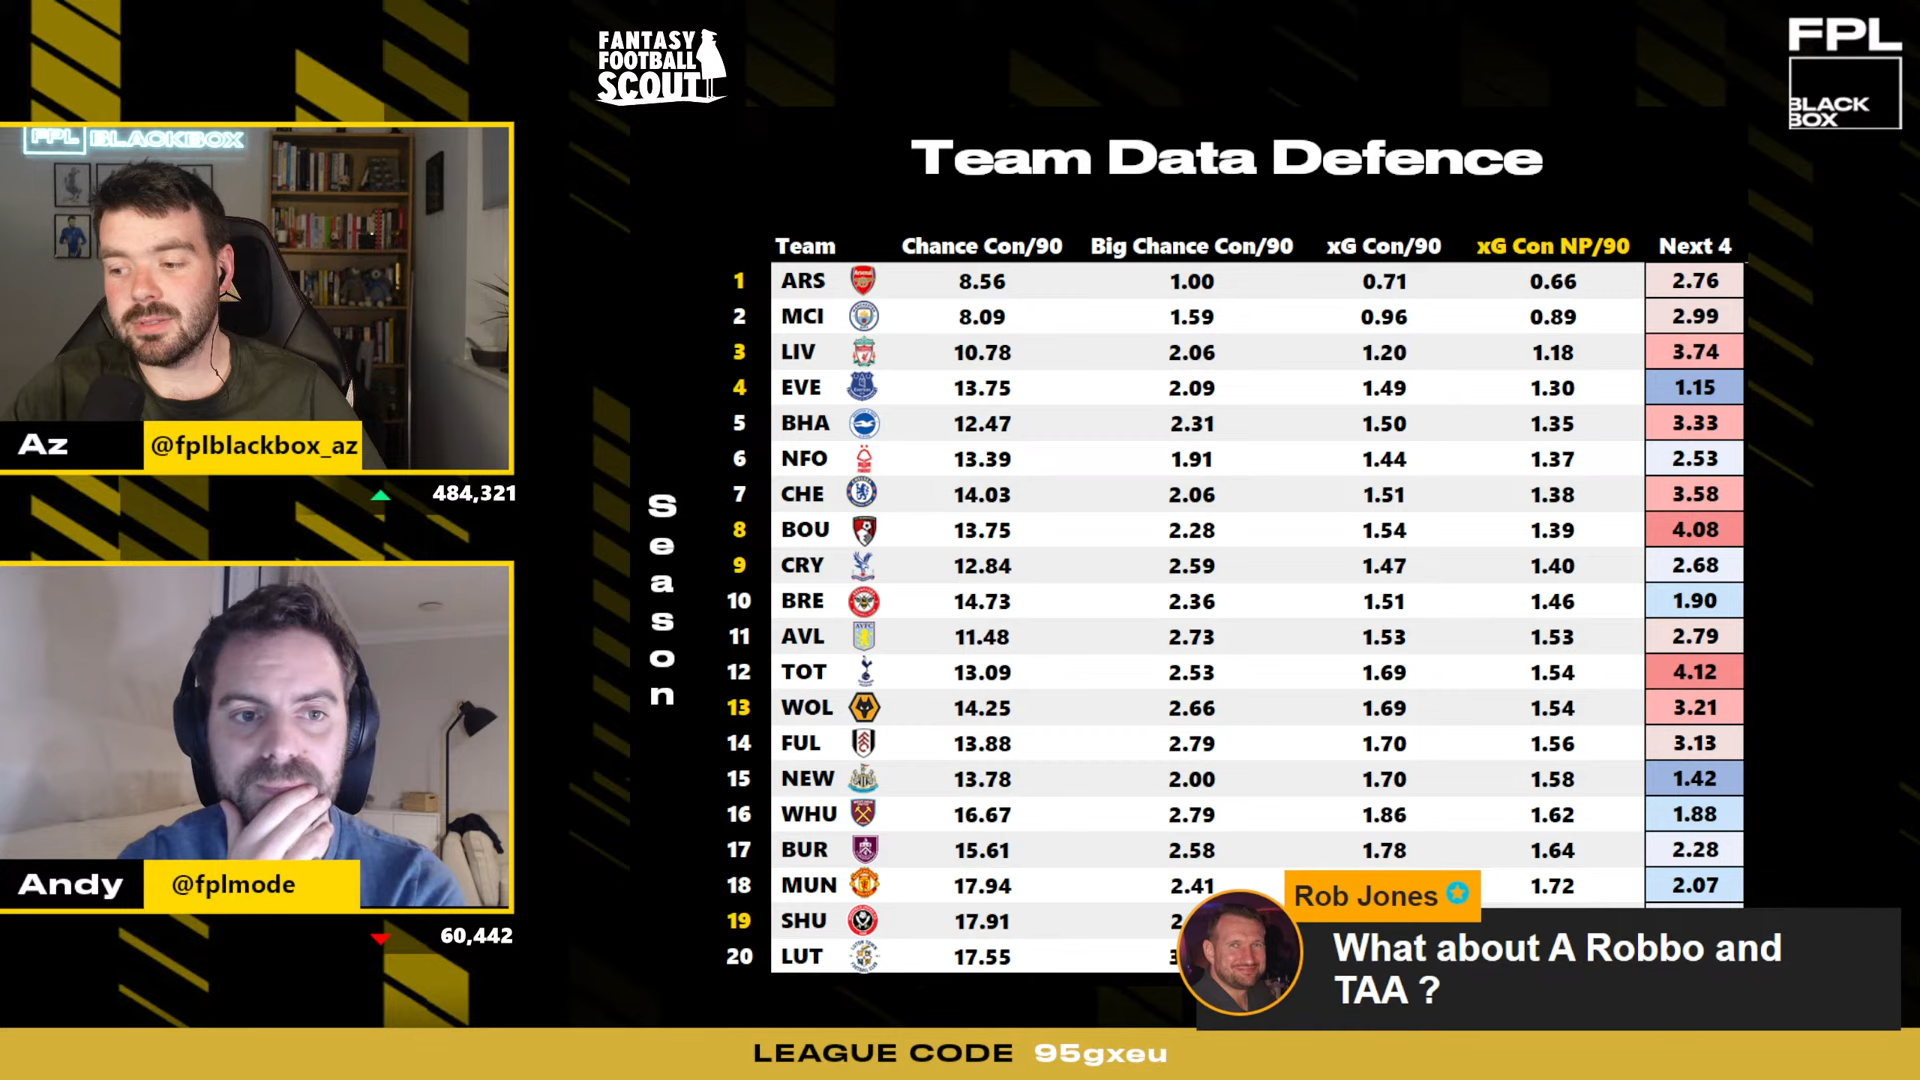 FANTASY
FOOTBALL
SCOUT
FPL
BLACK
BOX
FPL BLACKBOX
Az
@fplblackbox_az
484,321
Andy
@fplmode
60,442
Team Data Defence
Season
Team Chance Con/90 Big Chance Con/90 xG Con/90 xG Con NP/90 Next 4
1 ARS 8.56 1.00 0.71 0.66 2.76
2 MCI 8.09 1.59 0.96 0.89 2.99
3 LIV 10.78 2.06 1.20 1.18 3.74
4 EVE 13.75 2.09 1.49 1.30 1.15
5 BHA 12.47 2.31 1.50 1.35 3.33
6 NFO 13.39 1.91 1.44 1.37 2.53
7 CHE 14.03 2.06 1.51 1.38 3.58
8 BOU 13.75 2.28 1.54 1.39 4.08
9 CRY 12.84 2.59 1.47 1.40 2.68
10 BRE 14.73 2.36 1.51 1.46 1.90
11 AVL 11.48 2.73 1.53 1.53 2.79
12 TOT 13.09 2.53 1.69 1.54 4.12
13 WOL 14.25 2.66 1.69 1.54 3.21
14 FUL 13.88 2.79 1.70 1.56 3.13
15 NEW 13.78 2.00 1.70 1.58 1.42
16 WHU 16.67 2.79 1.86 1.62 1.88
17 BUR 15.61 2.58 1.78 1.64 2.28
18 MUN 17.94 2.41 1.72 2.07
19 SHU 17.91
20 LUT 17.55
Rob Jones
What about A Robbo and
TAA ?
LEAGUE CODE 95gxeu